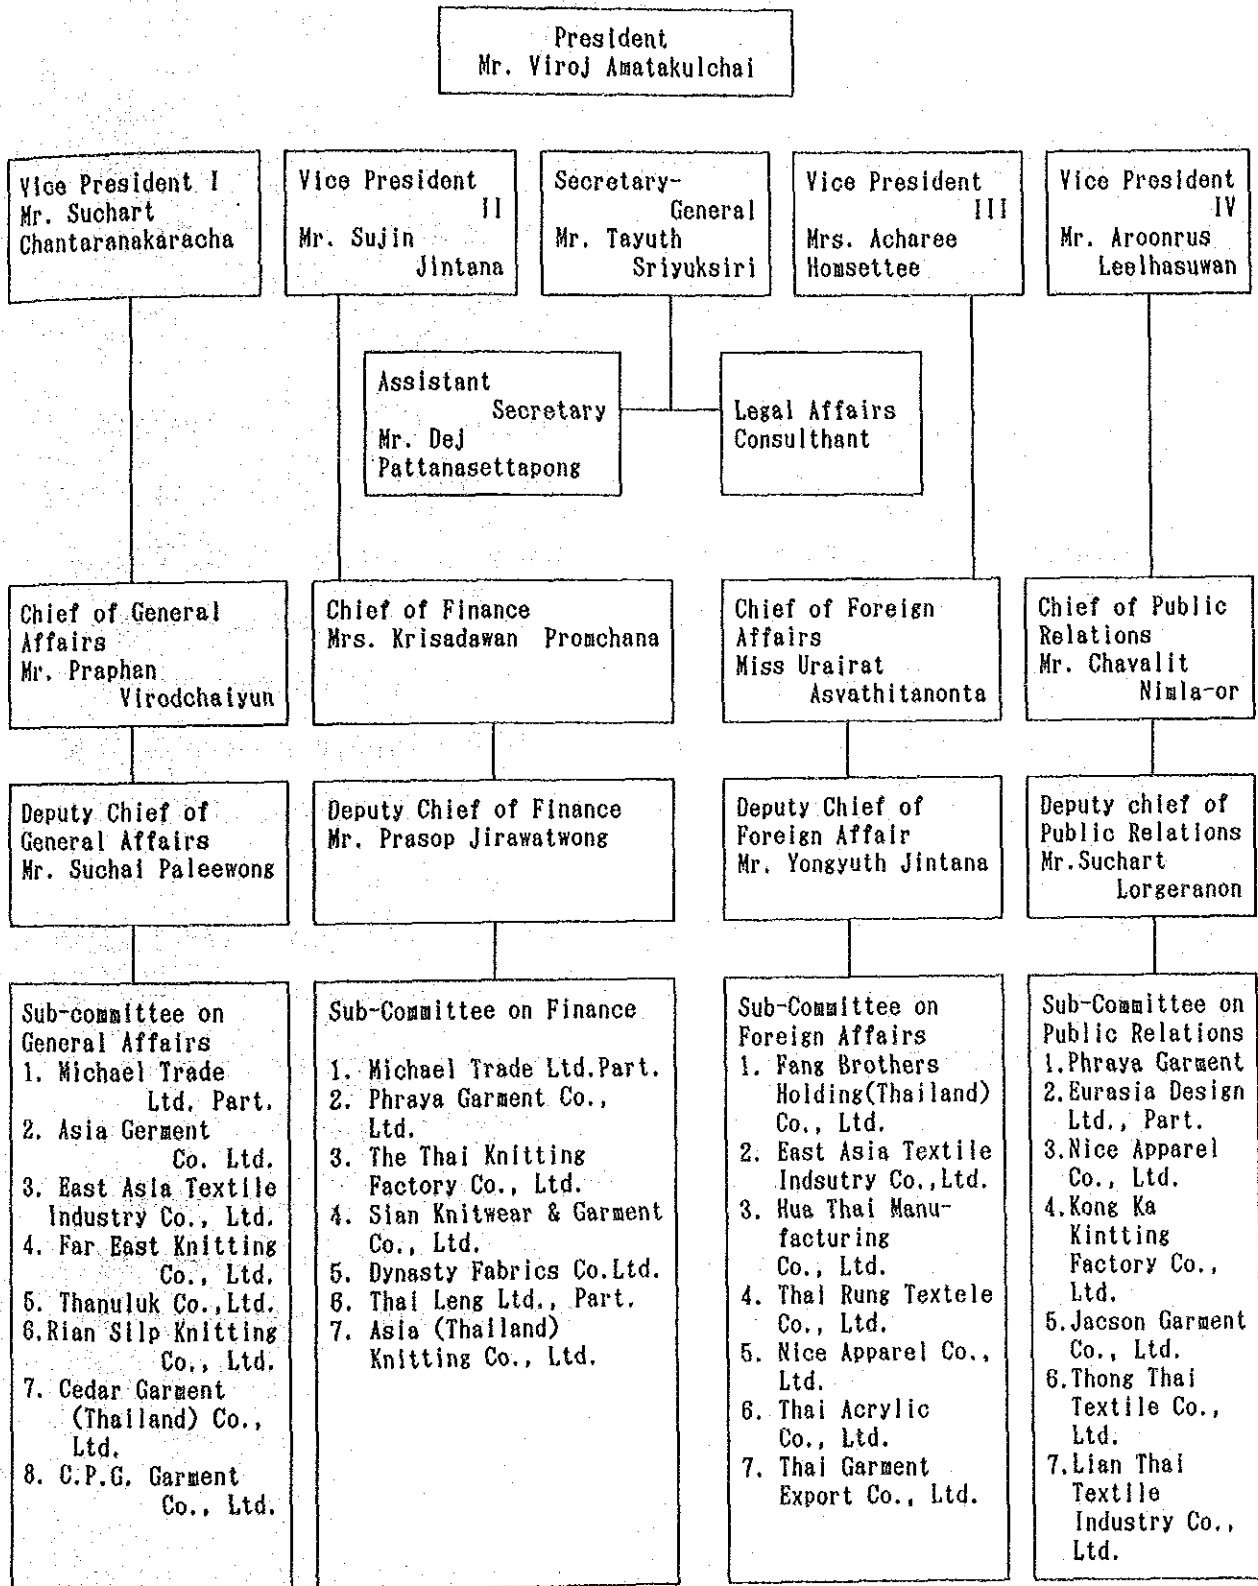 President
Mr. Viroj Amatakulchai
Vice President I
Mr. Suchart
Chantaranakaracha
Vice President
II
Mr. Sujin
Jintana
Secretary-
General
Mr. Tayuth
Sriyuksiri
Vice President
III
Mrs. Acharee
Homsettee
Vice President
IV
Mr. Aroonrus
Leelhasuwan
Assistant
Secretary
Mr. Dej
Pattanasettapong
Legal Affairs
Consulthant
Chief of General
Affairs
Mr. Praphan
Virodchaiyun
Chief of Finance
Mrs. Krisadawan Promchana
Chief of Foreign
Affairs
Miss Urairat
Asvathitanonta
Chief of Public
Relations
Mr. Chavalit
Nimla-or
Deputy Chief of
General Affairs
Mr. Suchai Paleewong
Deputy Chief of Finance
Mr. Prasop Jirawatwong
Deputy Chief of
Foreign Affair
Mr. Yongyuth Jintana
Deputy chief of
Public Relations
Mr.Suchart
Lorgeranon
Sub-committee on
General Affairs
1. Michael Trade
Ltd. Part.
2. Asia Germent
Co. Ltd.
3. East Asia Textile
Industry Co., Ltd.
4. Far East Knitting
Co., Ltd.
5. Thanuluk Co.,Ltd.
6.Rian Silp Knitting
Co., Ltd.
7. Cedar Garment
(Thailand) Co.,
Ltd.
8. C.P.G. Garment
Co., Ltd.
Sub-Committee on Finance
1. Michael Trade Ltd.Part.
2. Phraya Garment Co.,
Ltd.
3. The Thai Knitting
Factory Co., Ltd.
4. Sian Knitwear & Garment
Co., Ltd.
5. Dynasty Fabrics Co.Ltd.
6. Thai Leng Ltd., Part.
7. Asia (Thailand)
Knitting Co., Ltd.
Sub-Committee on
Foreign Affairs
1. Fang Brothers
Holding(Thailand)
Co., Ltd.
2. East Asia Textile
Indsutry Co.,Ltd.
3. Hua Thai Manu-
facturing
Co., Ltd.
4. Thai Rung Textele
Co., Ltd.
5. Nice Apparel Co.,
Ltd.
6. Thai Acrylic
Co., Ltd.
7. Thai Garment
Export Co., Ltd.
Sub-Committee on
Public Relations
1.Phraya Garment
2.Eurasia Design
Ltd., Part.
3.Nice Apparel
Co., Ltd.
4.Kong Ka
Kintting
Factory Co.,
Ltd.
5.Jacson Garment
Co., Ltd.
6.Thong Thai
Textile Co.,
Ltd.
7.Lian Thai
Textile
Industry Co.,
Ltd.